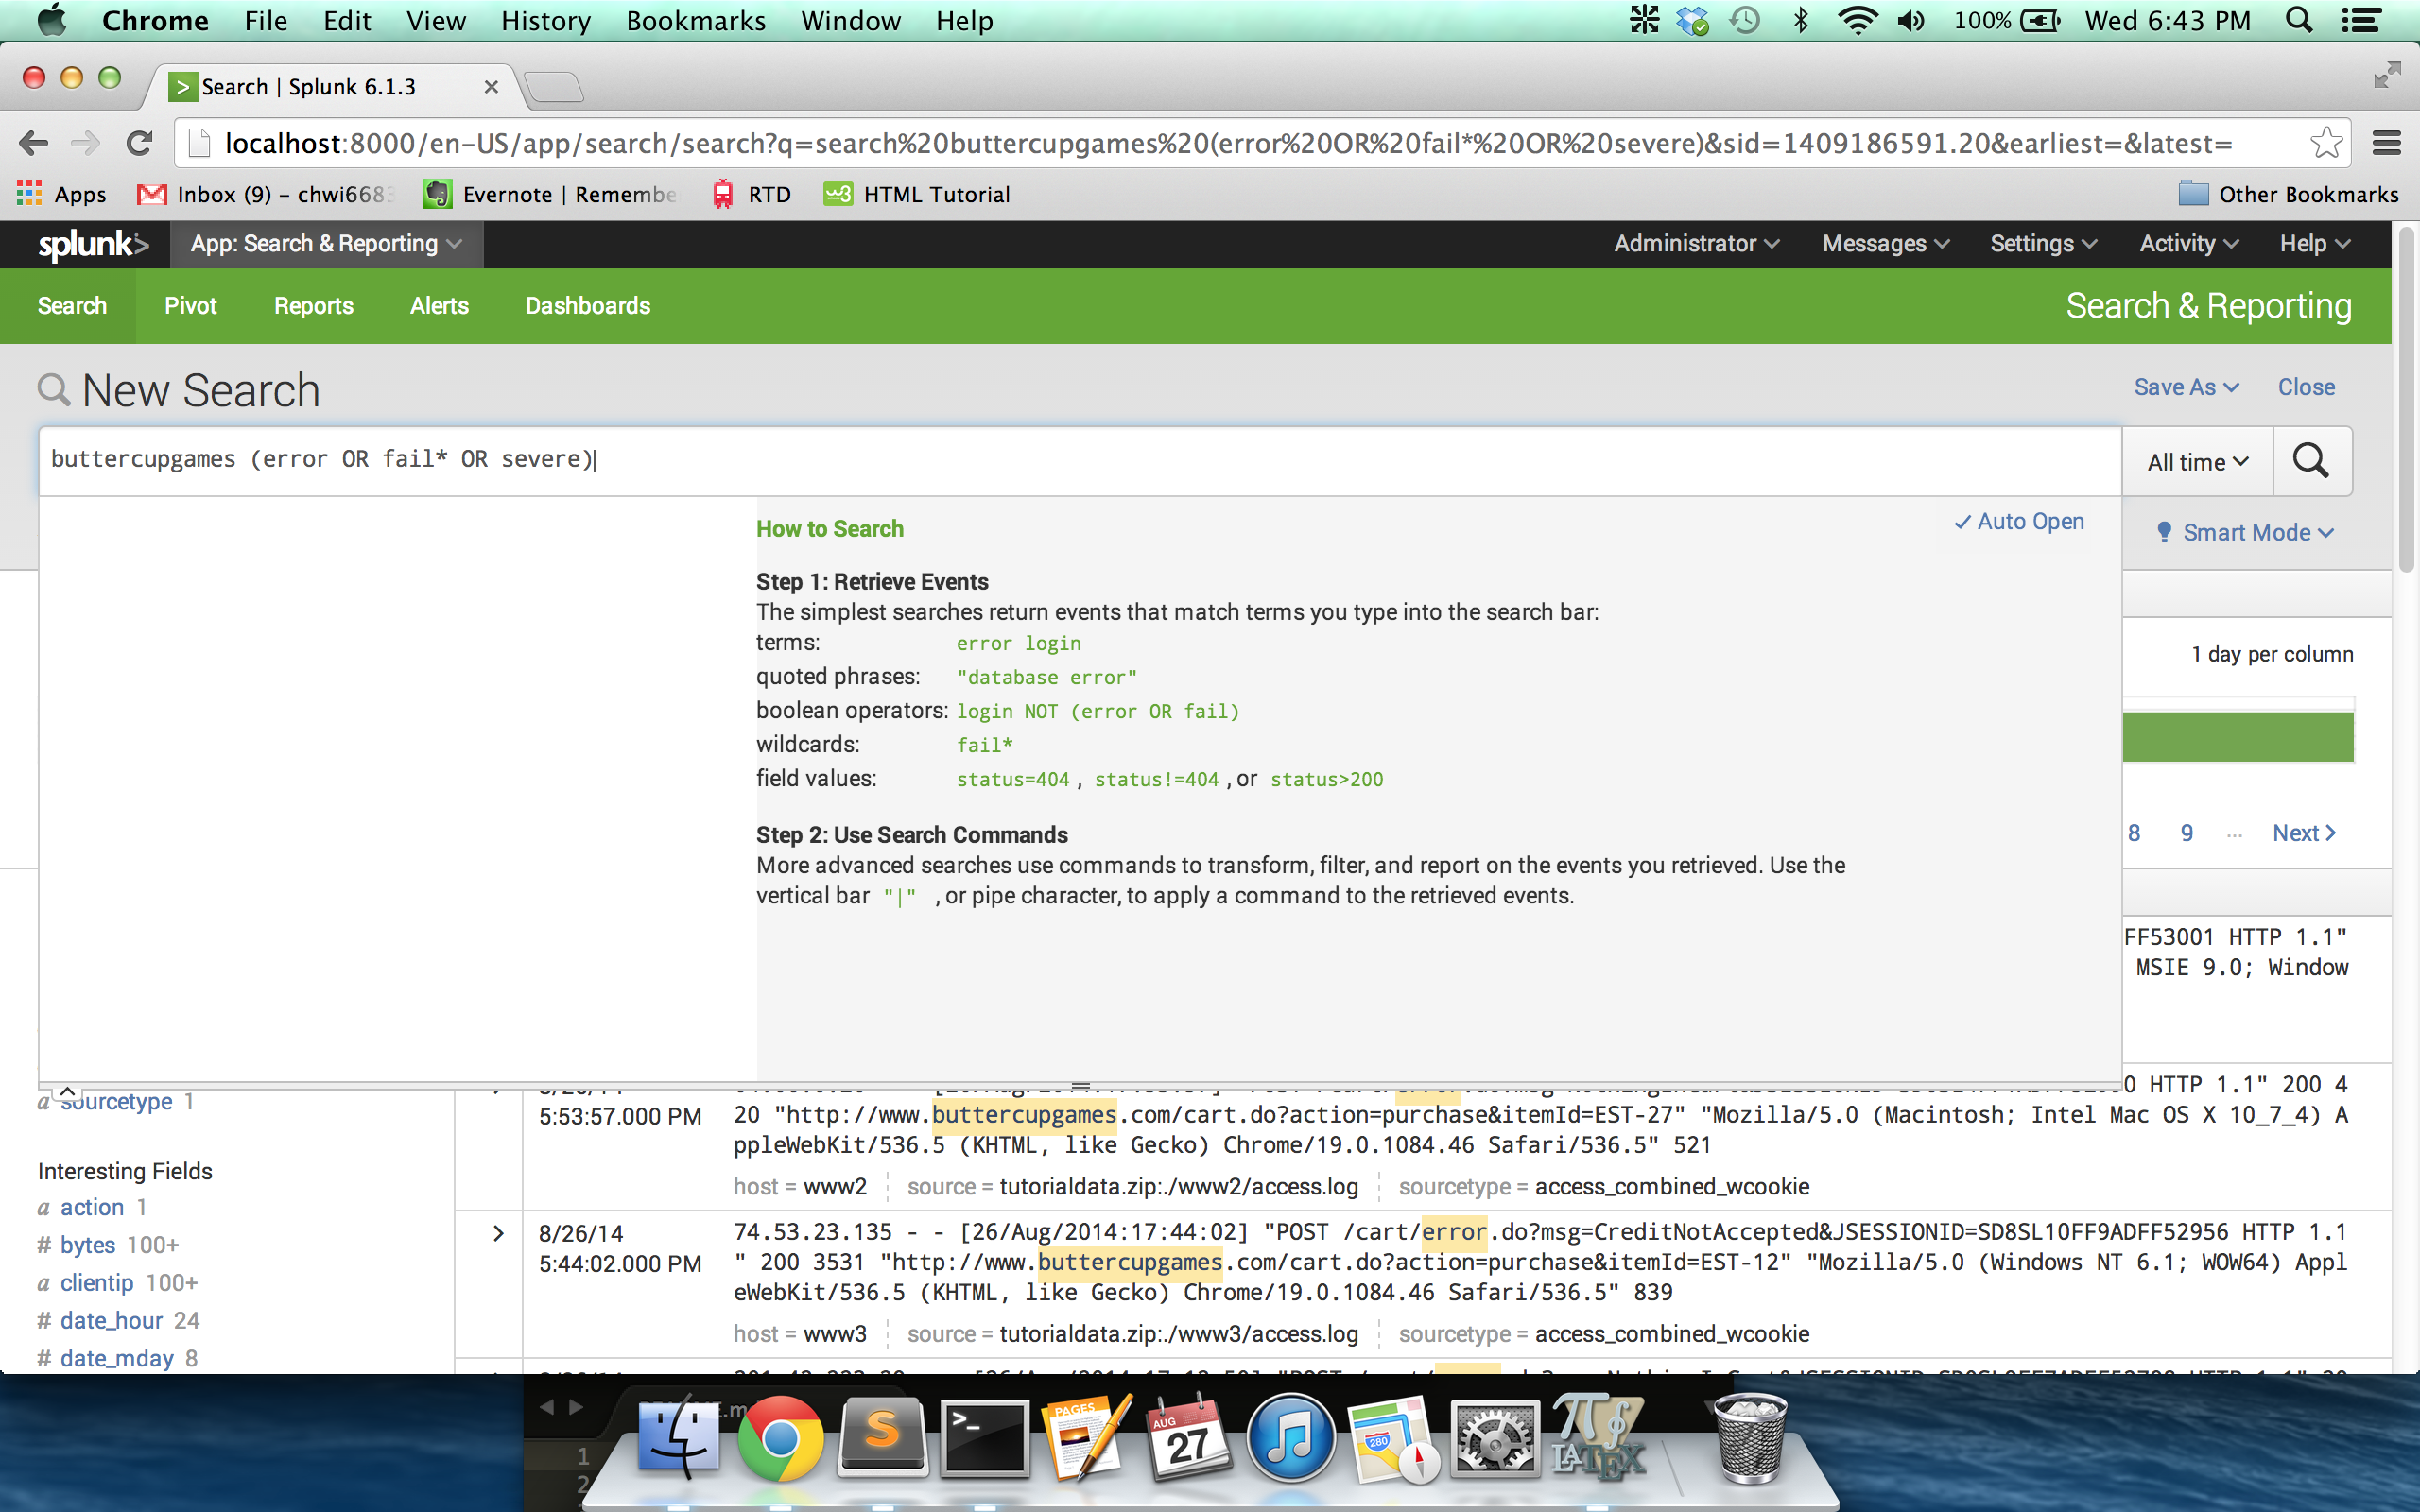 Chrome File Edit View History Bookmarks Window Help 100% Wed 6:43 PM
Search | Splunk 6.1.3
localhost:8000/en-US/app/search/search?q=search%20buttercupgames%20(error%20OR%20fail*%20OR%20severe)&sid=1409186591.20&earliest=&latest=
Apps Inbox (9) – chwi6683 Evernote | Remembe RTD HTML Tutorial Other Bookmarks
splunk> App: Search & Reporting Administrator Messages Settings Activity Help
Search Pivot Reports Alerts Dashboards Search & Reporting
New Search Save As Close
buttercupgames (error OR fail* OR severe) All time
How to Search Auto Open
Smart Mode
Step 1: Retrieve Events
The simplest searches return events that match terms you type into the search bar:
terms: error login
1 day per column
quoted phrases: "database error"
boolean operators: login NOT (error OR fail)
wildcards: fail*
field values: status=404 , status!=404 , or status>200
Step 2: Use Search Commands
8 9 ... Next >
More advanced searches use commands to transform, filter, and report on the events you retrieved. Use the
vertical bar "|" , or pipe character, to apply a command to the retrieved events.
FF53001 HTTP 1.1"
MSIE 9.0; Window
0 HTTP 1.1" 200 4
a sourcetype 1
5:53:57.000 PM 20 "http://www.buttercupgames.com/cart.do?action=purchase&itemId=EST-27" "Mozilla/5.0 (Macintosh; Intel Mac OS X 10_7_4) A
ppleWebKit/536.5 (KHTML, like Gecko) Chrome/19.0.1084.46 Safari/536.5" 521
Interesting Fields
host = www2 source = tutorialdata.zip:./www2/access.log sourcetype = access_combined_wcookie
a action 1
8/26/14 74.53.23.135 - - [26/Aug/2014:17:44:02] "POST /cart/error.do?msg=CreditNotAccepted&JSESSIONID=SD8SL10FF9ADFF52956 HTTP 1.1
# bytes 100+
5:44:02.000 PM " 200 3531 "http://www.buttercupgames.com/cart.do?action=purchase&itemId=EST-12" "Mozilla/5.0 (Windows NT 6.1; WOW64) Appl
a clientip 100+
eWebKit/536.5 (KHTML, like Gecko) Chrome/19.0.1084.46 Safari/536.5" 839
# date_hour 24
host = www3 source = tutorialdata.zip:./www3/access.log sourcetype = access_combined_wcookie
# date_mday 8
PAGES
AUG
27
280
LATEX
1
2